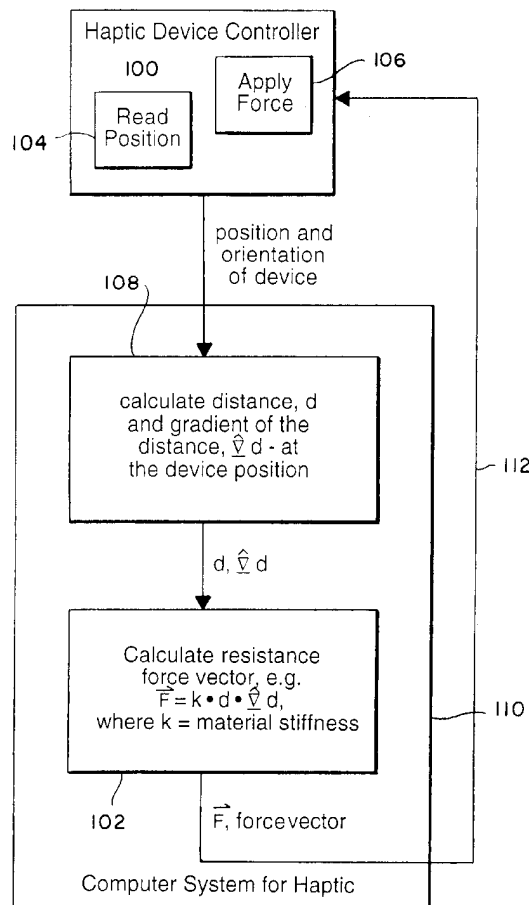 Haptic Device Controller
100
106
Apply
Force
Read
Position
104
position and
orientation
of device
108
calculate distance, d
and gradient of the
distance, ∇̂ d - at
the device position
112
d, ∇̂ d
Calculate resistance
force vector, e.g.
F⃗ = k • d • ∇̂ d,
where k = material stiffness
110
102
F⃗, forcevector
Computer System for Haptic